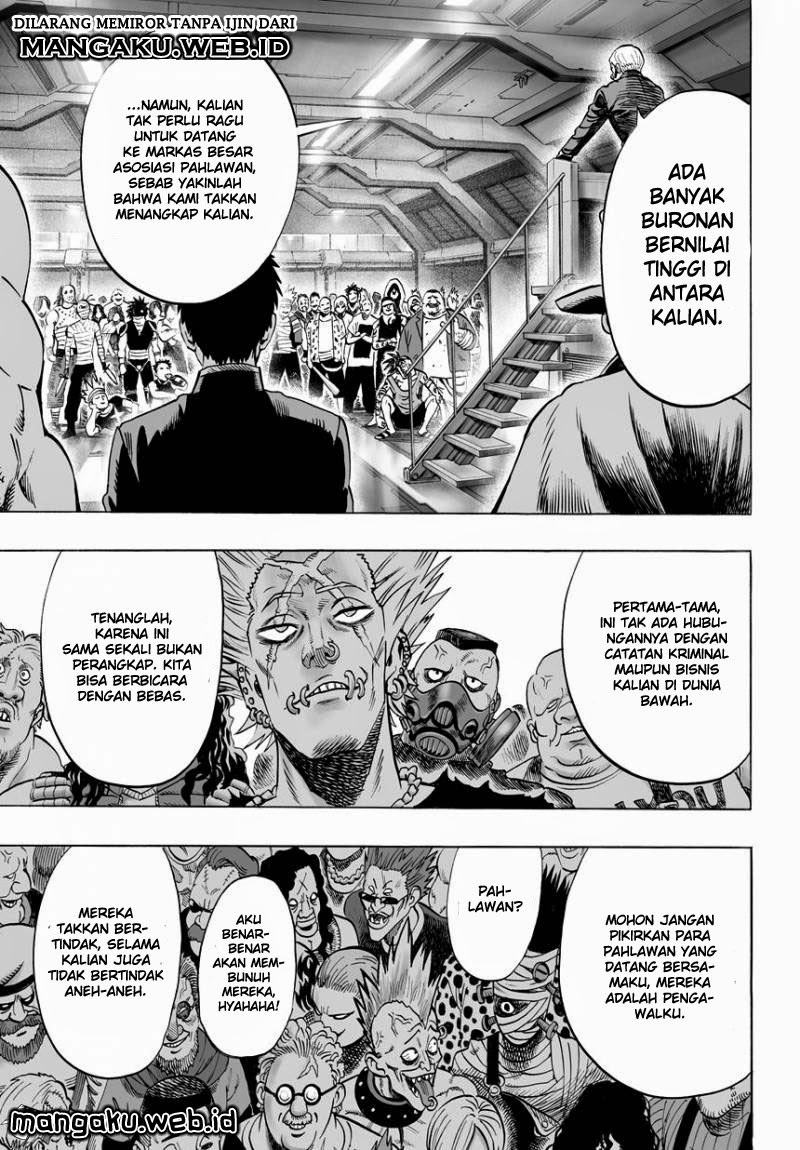 DILARANG MEMIROR TANPA IJIN DARI
MANGAKU.WEB.ID
ADA
BANYAK
BURONAN
BERNILAI
TINGGI DI
ANTARA
KALIAN.
...NAMUN, KALIAN
TAK PERLU RAGU
UNTUK DATANG
KE MARKAS BESAR
ASOSIASI PAHLAWAN,
SEBAB YAKINLAH
BAHWA KAMI TAKKAN
MENANGKAP KALIAN.
PERTAMA-TAMA,
INI TAK ADA HUBU-
NGANNYA DENGAN
CATATAN KRIMINAL
MAUPUN BISNIS
KALIAN DI DUNIA
BAWAH.
TENANGLAH,
KARENA INI
SAMA SEKALI BUKAN
PERANGKAP. KITA
BISA BERBICARA
DENGAN BEBAS.
MOHON JANGAN
PIKIRKAN PARA
PAHLAWAN YANG
DATANG BERSA-
MAKU, MEREKA
ADALAH PENGA-
WALKU.
PAH-
LAWAN?
AKU
BENAR-
BENAR
AKAN MEM-
BUNUH
MEREKA,
HYAHAHA!
MEREKA
TAKKAN BER-
TINDAK, SELAMA
KALIAN JUGA
TIDAK BERTINDAK
ANEH-ANEH.
mangaku.web.id